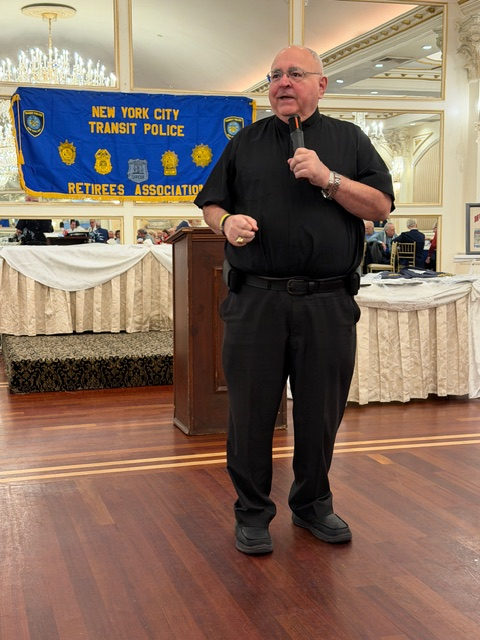 NEW YORK CITY
TRANSIT POLICE
RETIREES ASSOCIATION